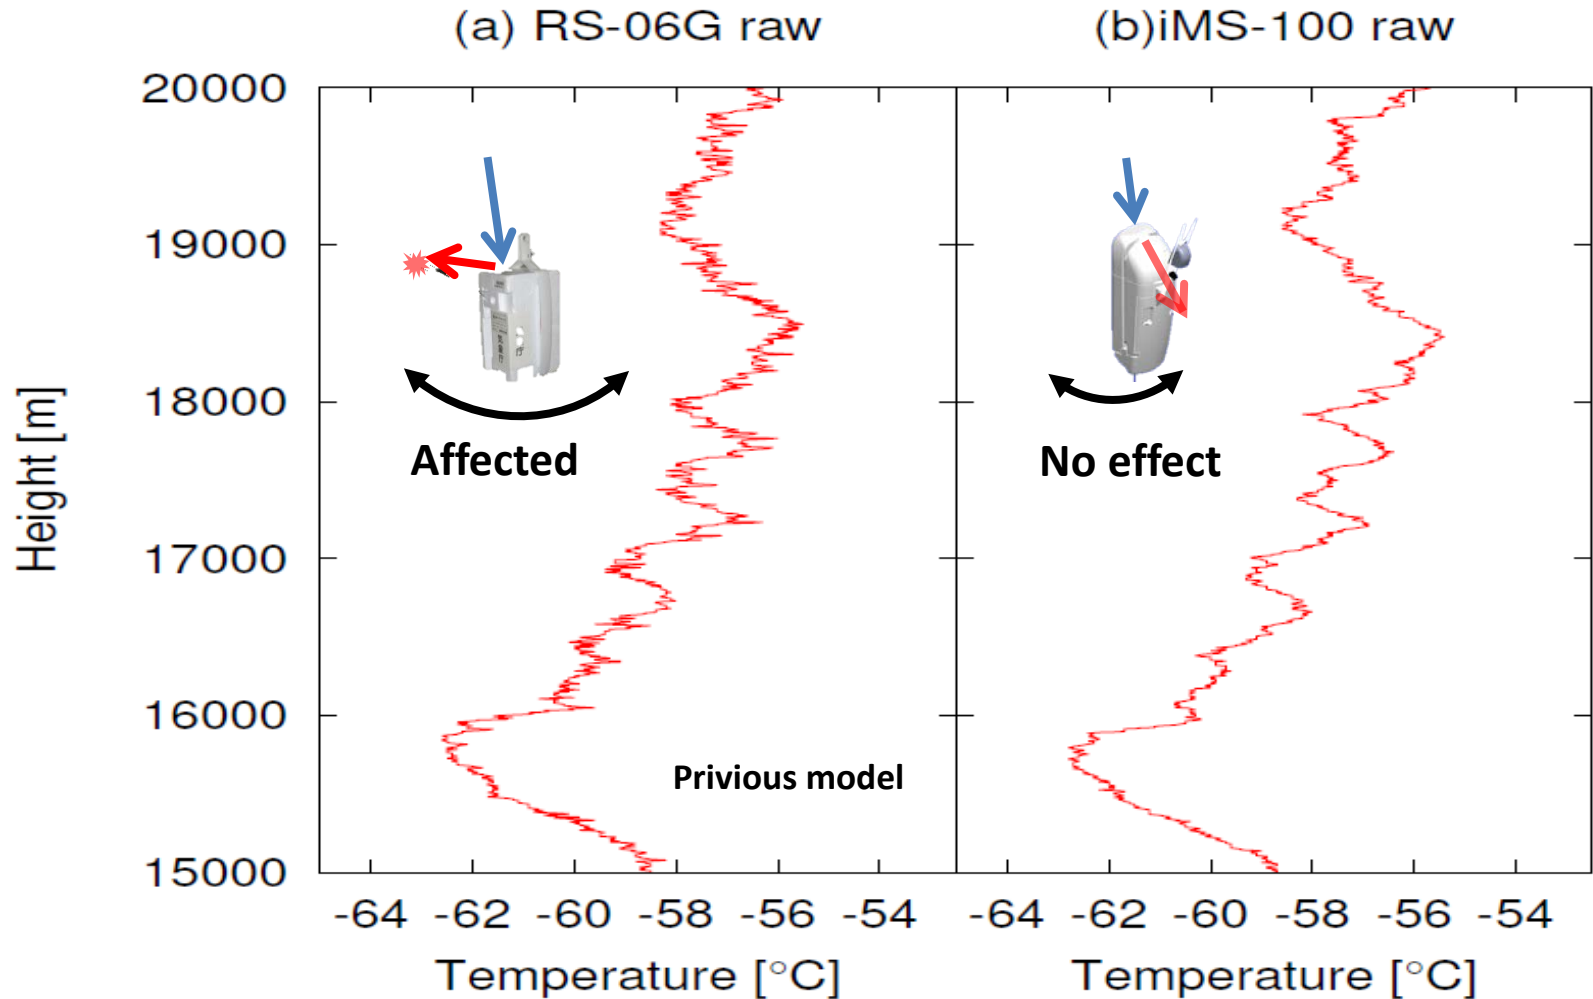 (a) RS-06G raw
(b)iMS-100 raw
20000
19000
18000
17000
16000
15000
Height [m]
Affected
No effect
Privious model
-64 -62 -60 -58 -56 -54
-64 -62 -60 -58 -56 -54
Temperature [°C]
Temperature [°C]